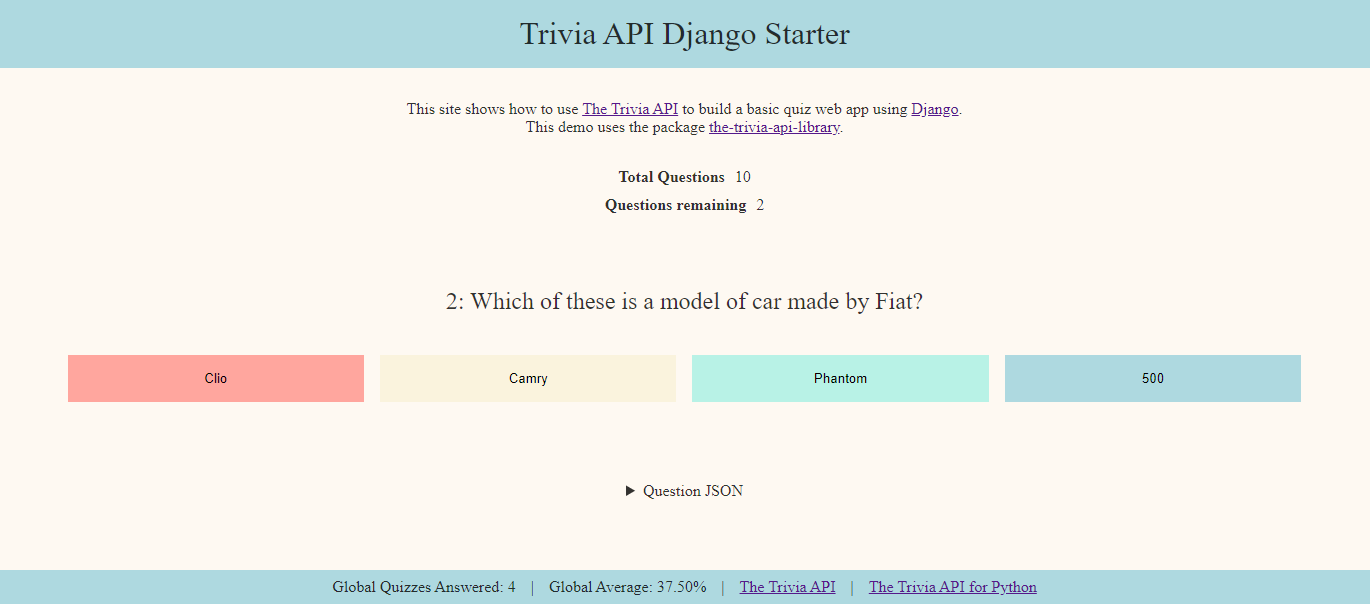 Trivia API Django Starter
This site shows how to use The Trivia API to build a basic quiz web app using Django.
This demo uses the package the-trivia-api-library.
Total Questions 10
Questions remaining 2
2: Which of these is a model of car made by Fiat?
Clio Camry Phantom 500
▶ Question JSON
Global Quizzes Answered: 4 | Global Average: 37.50% | The Trivia API | The Trivia API for Python